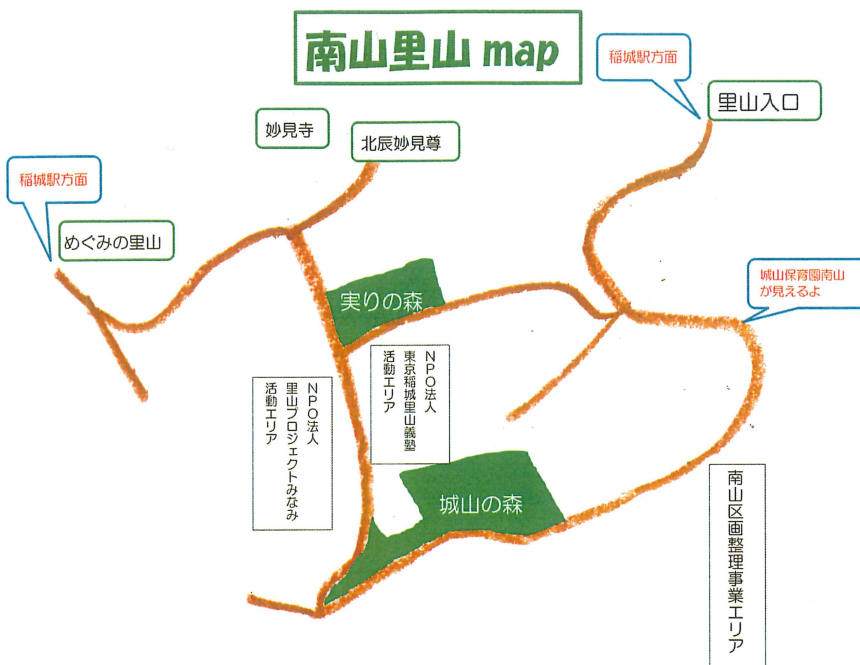 南山里山 map
稲城駅方面
里山入口
妙見寺
北辰妙見尊
稲城駅方面
めぐみの里山
城山保育園南山
が見えるよ
実りの森
NPO法人
東京稲城里山義塾
活動エリア
NPO法人
里山プロジェクトみなみ
活動エリア
城山の森
南山区画整理事業エリア